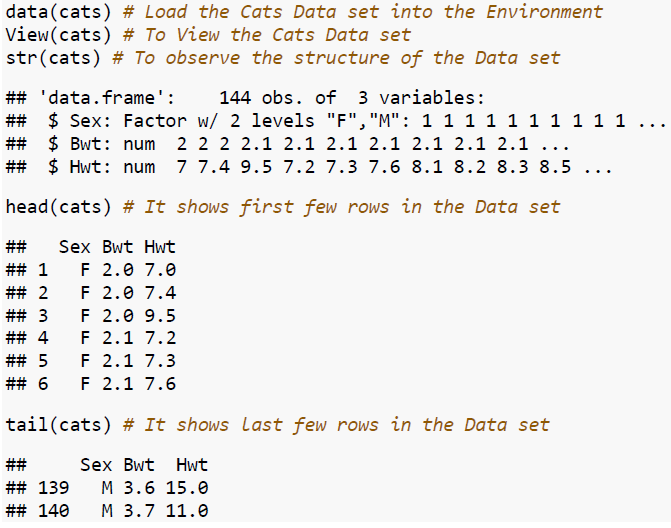 data(cats) # Load the Cats Data set into the Environment
View(cats) # To View the Cats Data set
str(cats) # To observe the structure of the Data set
## 'data.frame':    144 obs. of  3 variables:
##  $ Sex: Factor w/ 2 levels "F","M": 1 1 1 1 1 1 1 1 1 1 ...
##  $ Bwt: num  2 2 2 2.1 2.1 2.1 2.1 2.1 2.1 2.1 ...
##  $ Hwt: num  7 7.4 9.5 7.2 7.3 7.6 8.1 8.2 8.3 8.5 ...
head(cats) # It shows first few rows in the Data set
##   Sex Bwt Hwt
## 1   F 2.0 7.0
## 2   F 2.0 7.4
## 3   F 2.0 9.5
## 4   F 2.1 7.2
## 5   F 2.1 7.3
## 6   F 2.1 7.6
tail(cats) # It shows last few rows in the Data set
##     Sex Bwt  Hwt
## 139   M 3.6 15.0
## 140   M 3.7 11.0